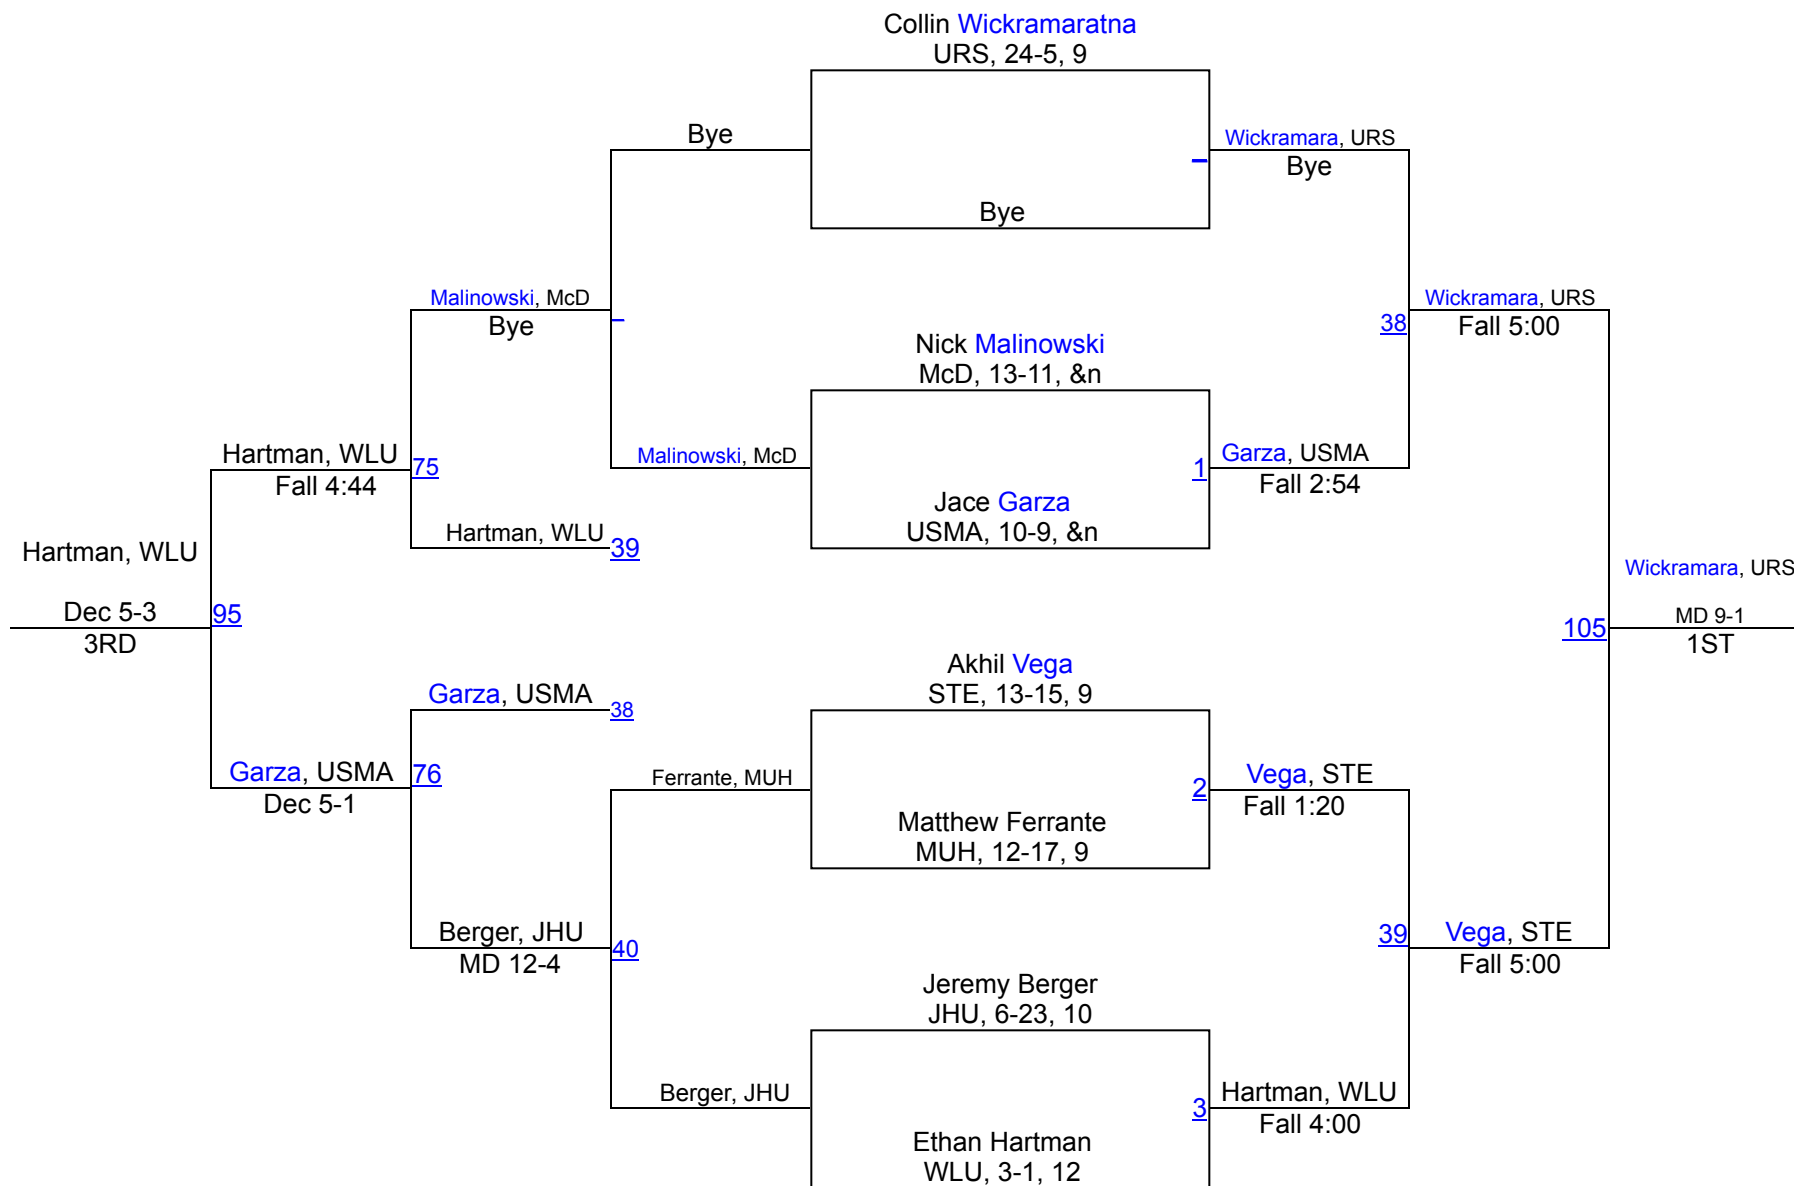 Collin Wickramaratna
URS, 24-5, 9
Bye
Wickramara, URS
Bye
Bye
Malinowski, McD
Bye
Wickramara, URS
Fall 5:00
38
Nick Malinowski
McD, 13-11, &n
Hartman, WLU
Fall 4:44
75
Malinowski, McD
1
Garza, USMA
Fall 2:54
Jace Garza
USMA, 10-9, &n
Hartman, WLU
39
Hartman, WLU
Dec 5-3
3RD
95
Wickramara, URS
MD 9-1
1ST
105
Akhil Vega
STE, 13-15, 9
Garza, USMA
38
Garza, USMA
Dec 5-1
76
Ferrante, MUH
2
Vega, STE
Fall 1:20
Matthew Ferrante
MUH, 12-17, 9
Berger, JHU
MD 12-4
40
39
Vega, STE
Fall 5:00
Jeremy Berger
JHU, 6-23, 10
Berger, JHU
3
Hartman, WLU
Fall 4:00
Ethan Hartman
WLU, 3-1, 12